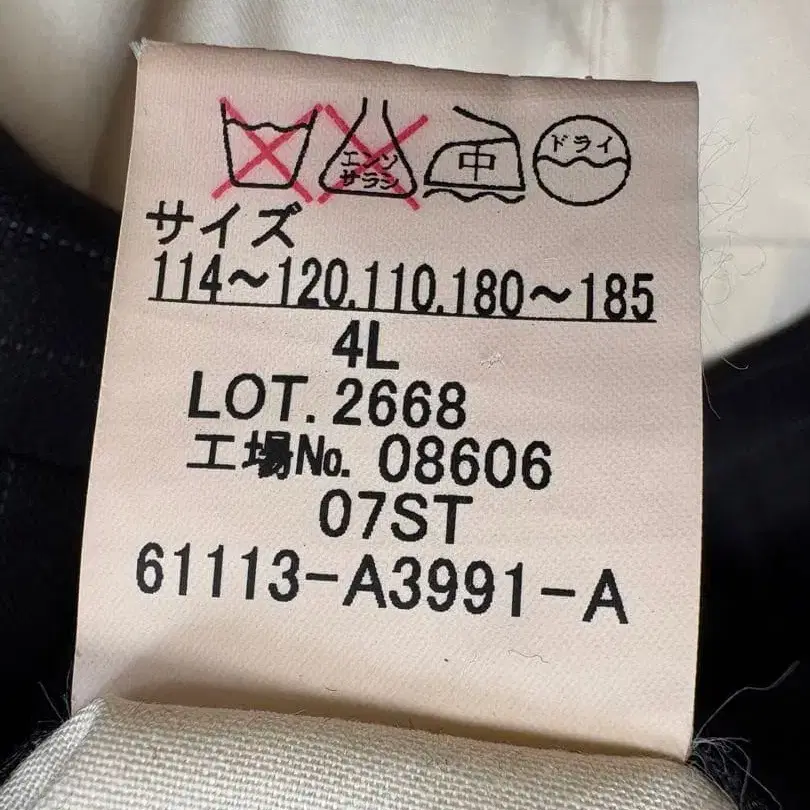 エンソ サラシ 中 ドライ
サイズ
114～120.110.180～185
4L
LOT. 2668
工場No. 08606
07ST
61113-A3991-A